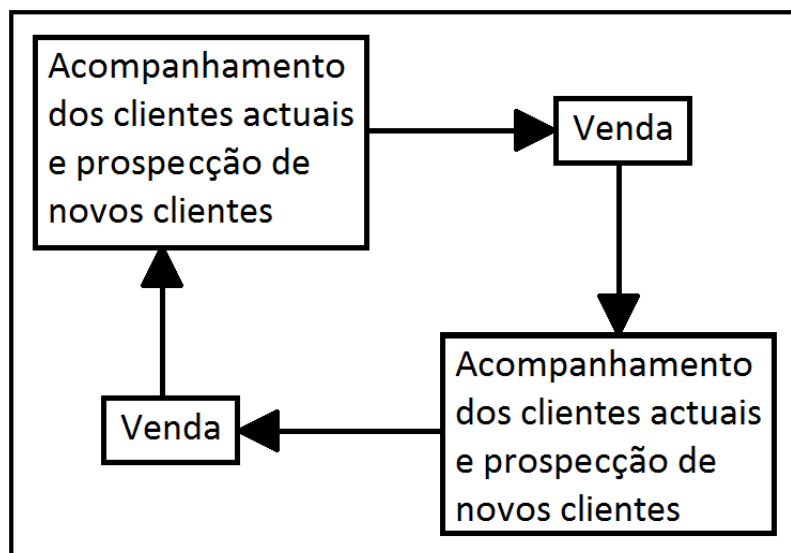 Acompanhamento
dos clientes actuais
e prospecção de
novos clientes
Venda
Acompanhamento
dos clientes actuais
e prospecção de
novos clientes
Venda